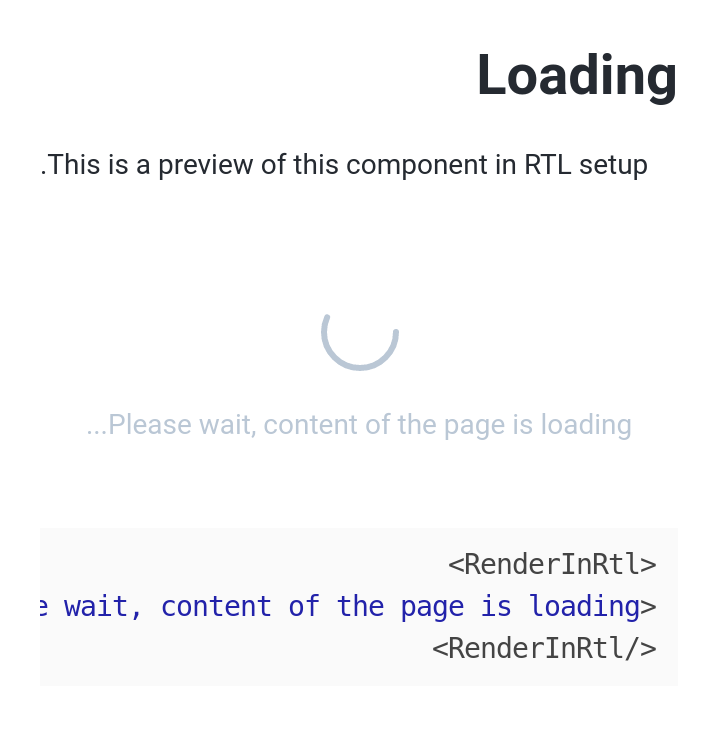 Loading
.This is a preview of this component in RTL setup
...Please wait, content of the page is loading
<RenderInRtl>
wait, content of the page is loading>
<RenderInRtl/>